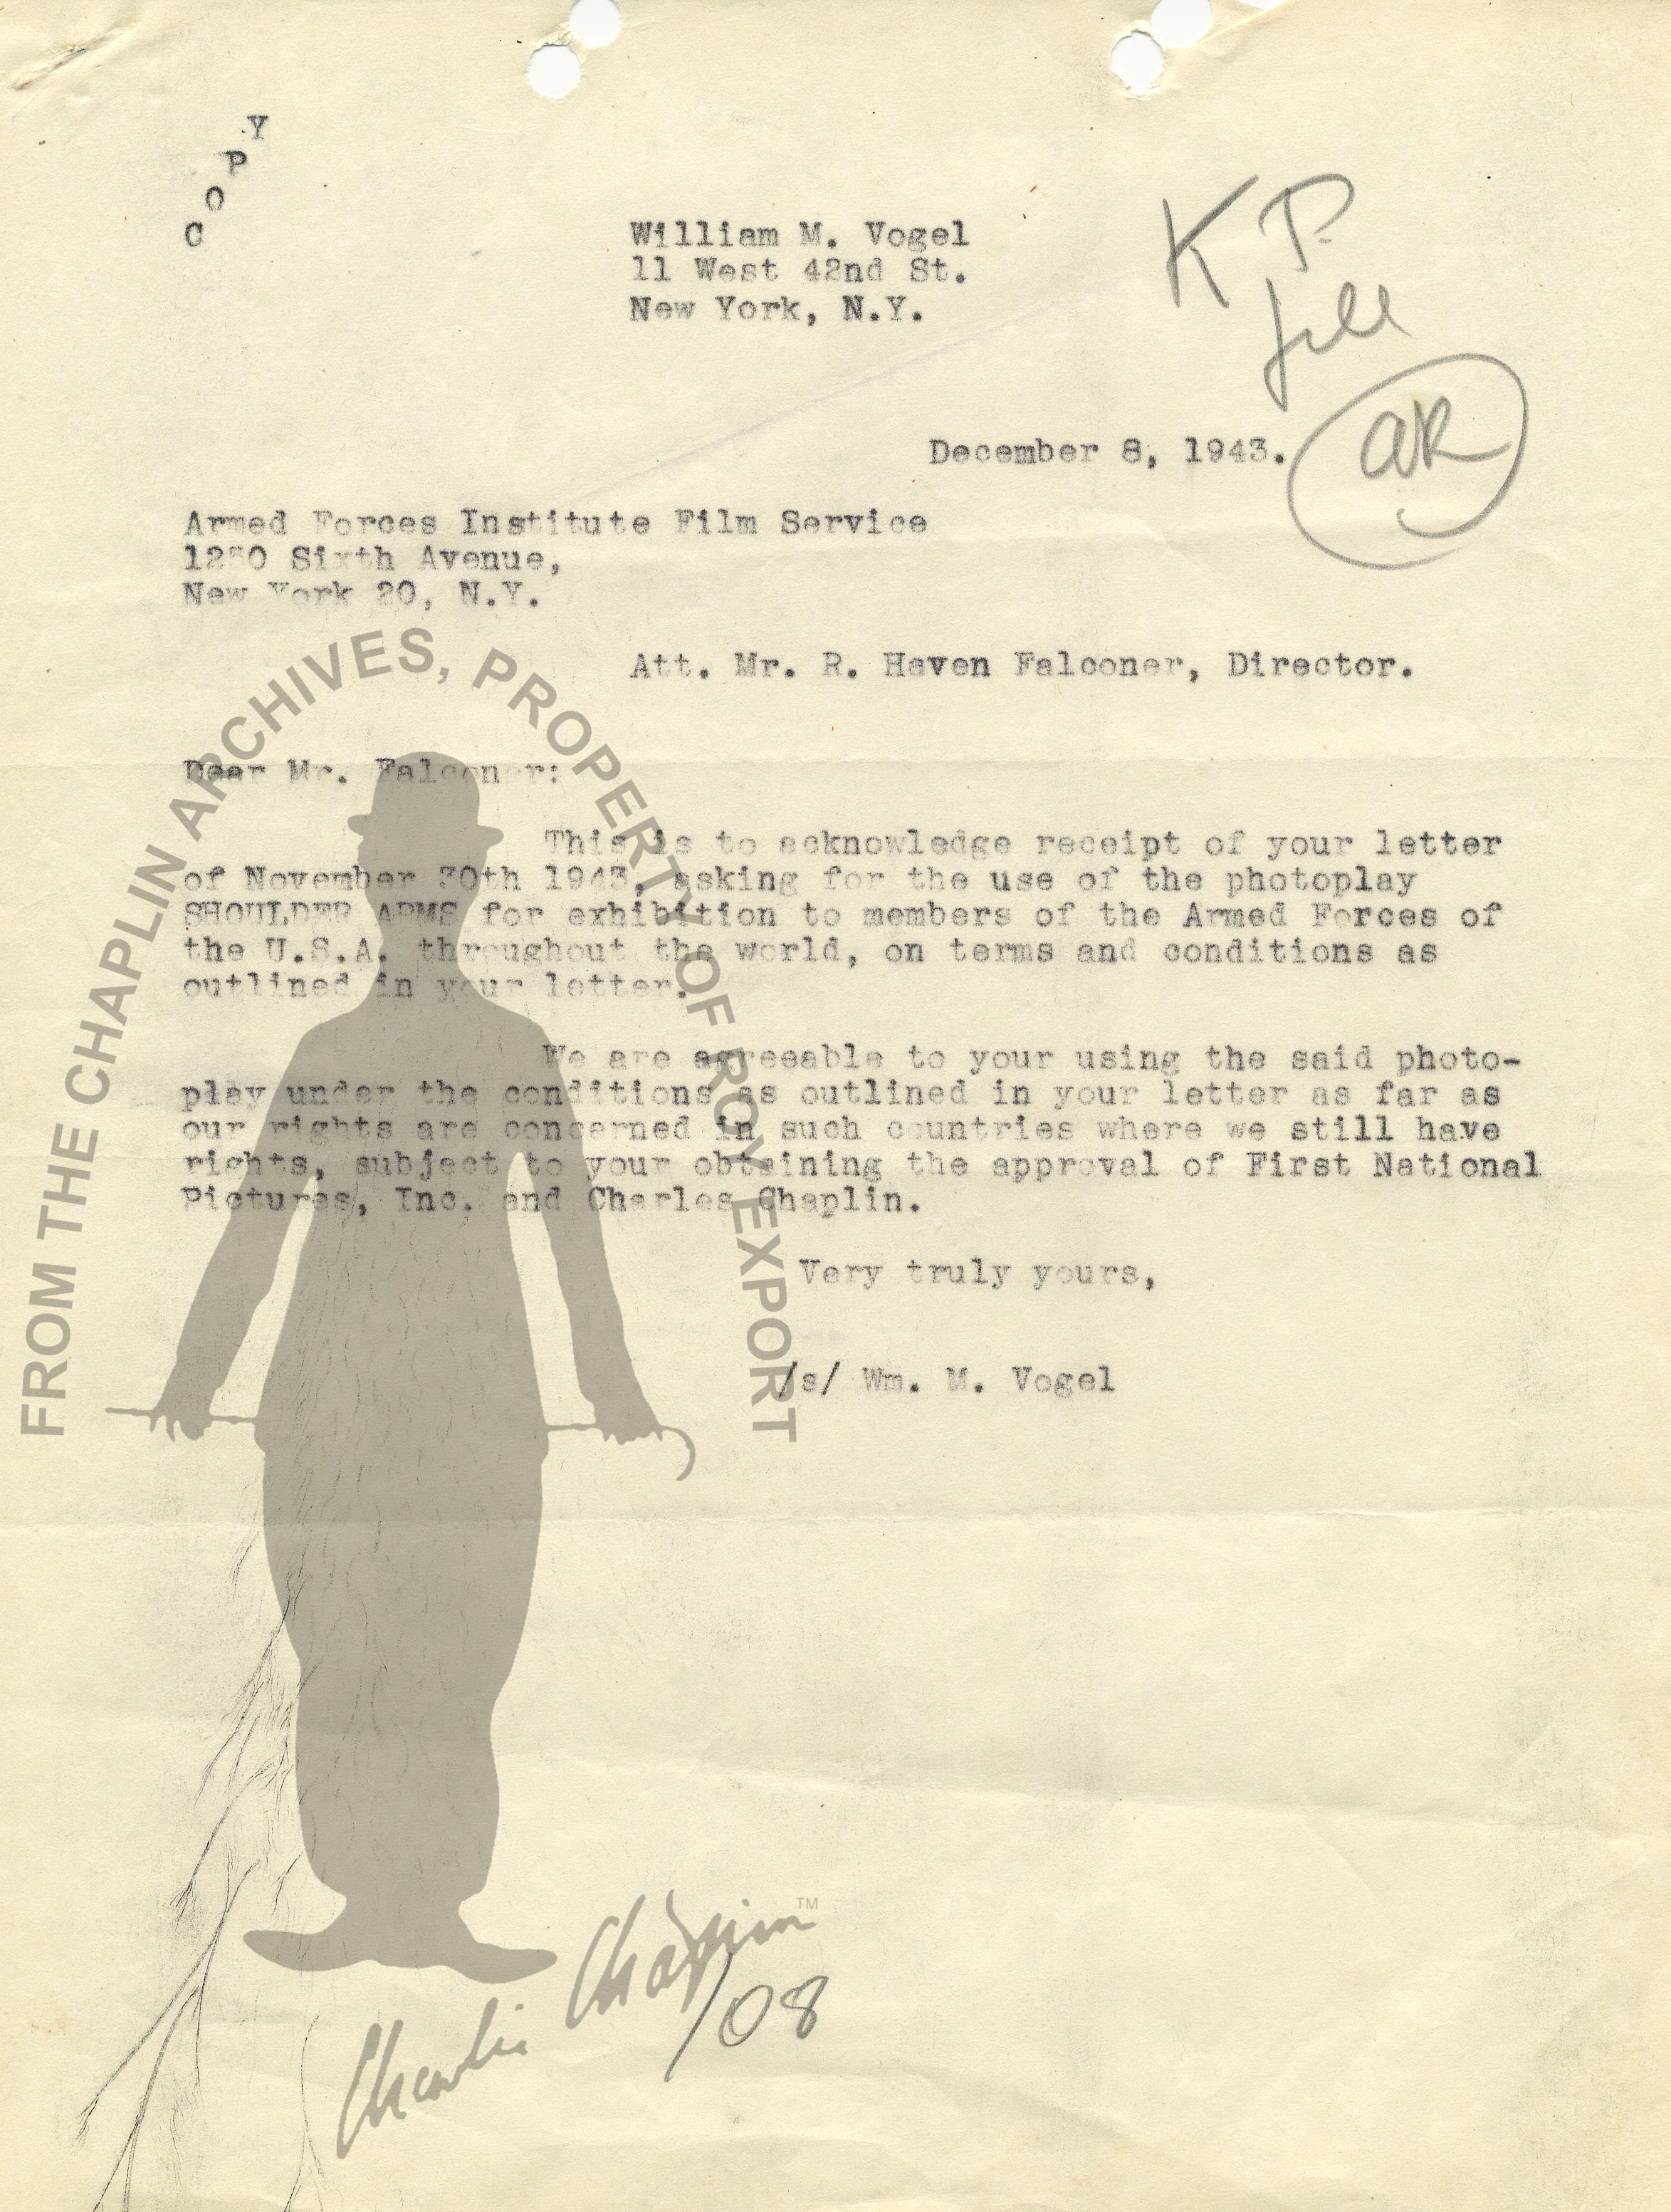 COPY
William M. Vogel
11 West 42nd St.
New York, N.Y.
K P.
AR
December 8, 1943.
Armed Forces Institute Film Service
Sixth Avenue,
New York 20, N.Y.
Att. Mr. R. Haven Falconer, Director.
Dear Mr. Falconer:
This is to acknowledge receipt of your letter
of November 30th 1943, asking for the use of the photoplay
SHOULDER ARMS for exhibition to members of the Armed Forces of
the U.S.A. throughout the world, on terms and conditions as
outlined in your letter.
We are agreeable to your using the said photo-
play under the conditions as outlined in your letter as far as
our rights are concerned in such countries where we still have
rights, subject to your obtaining the approval of First National
Pictures, Inc. and Charles Chaplin.
Very truly yours,
/s/ Wm. M. Vogel
FROM THE CHAPLIN ARCHIVES, PROPERTY OF ROY EXPORT
Charlie Chaplin TM
108